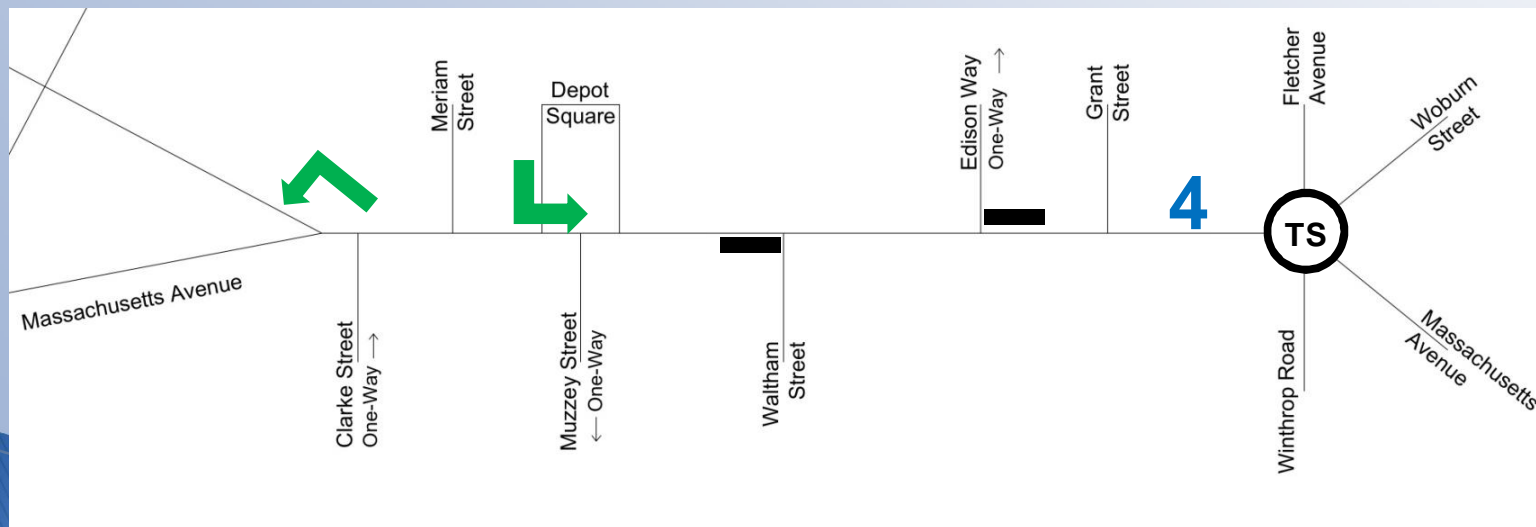 Meriam
Street
Depot
Square
Edison Way
One-Way →
Grant
Street
Fletcher
Avenue
Woburn
Street
4
TS
Massachusetts Avenue
Clarke Street
One-Way →
Muzzey Street
← One-Way
Waltham
Street
Winthrop Road
Massachusetts
Avenue